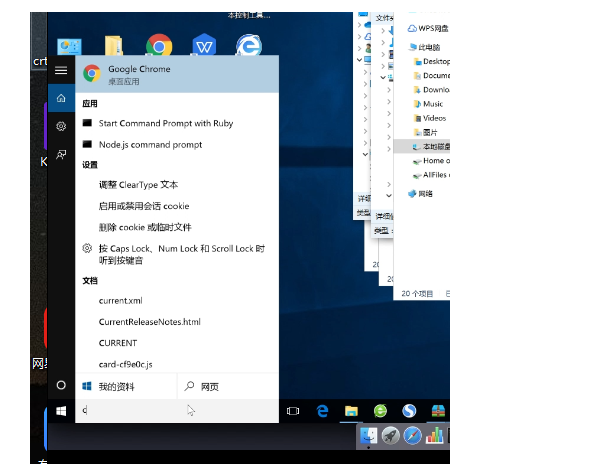 本控制工具...
crt
Google Chrome
桌面应用
应用
Start Command Prompt with Ruby
Node.js command prompt
设置
调整 ClearType 文本
启用或禁用会话 cookie
删除 cookie 或临时文件
按 Caps Lock、Num Lock 和 Scroll Lock 时
听到按键音
文档
current.xml
CurrentReleaseNotes.html
CURRENT
card-cf9e0c.js
我的资料
网页
c
文件
WPS网盘
此电脑
Desktop
Docume
Downlo
Music
Videos
图片
本地磁盘
Home o
AllFiles
网络
详细
类型
详细信
类型：
20
20
20 个项目
K
网易